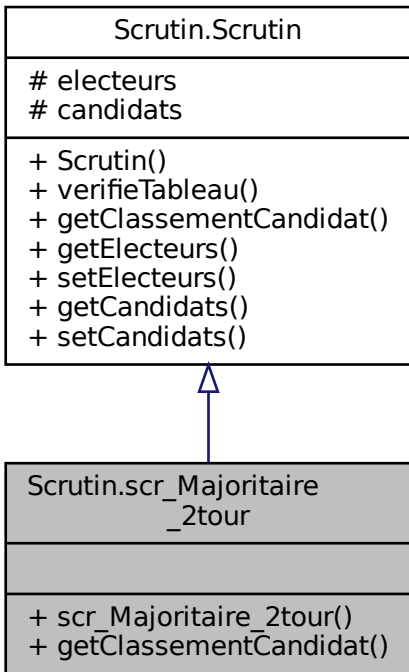 Scrutin.Scrutin
# electeurs
# candidats
+ Scrutin()
+ verifieTableau()
+ getClassementCandidat()
+ getElecteurs()
+ setElecteurs()
+ getCandidats()
+ setCandidats()
Scrutin.scr_Majoritaire
_2tour
+ scr_Majoritaire_2tour()
+ getClassementCandidat()